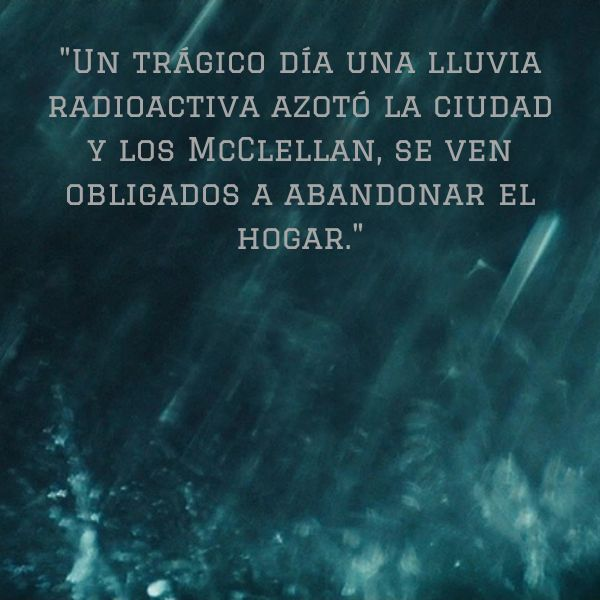 "Un trágico día una lluvia
radioactiva azotó la ciudad
y los McClellan, se ven
obligados a abandonar el
hogar."